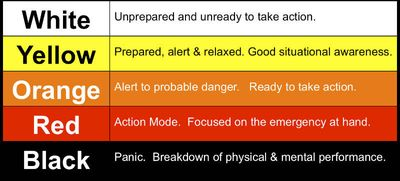 White Unprepared and unready to take action.
Yellow Prepared, alert & relaxed. Good situational awareness.
Orange Alert to probable danger. Ready to take action.
Red Action Mode. Focused on the emergency at hand.
Black Panic. Breakdown of physical & mental performance.